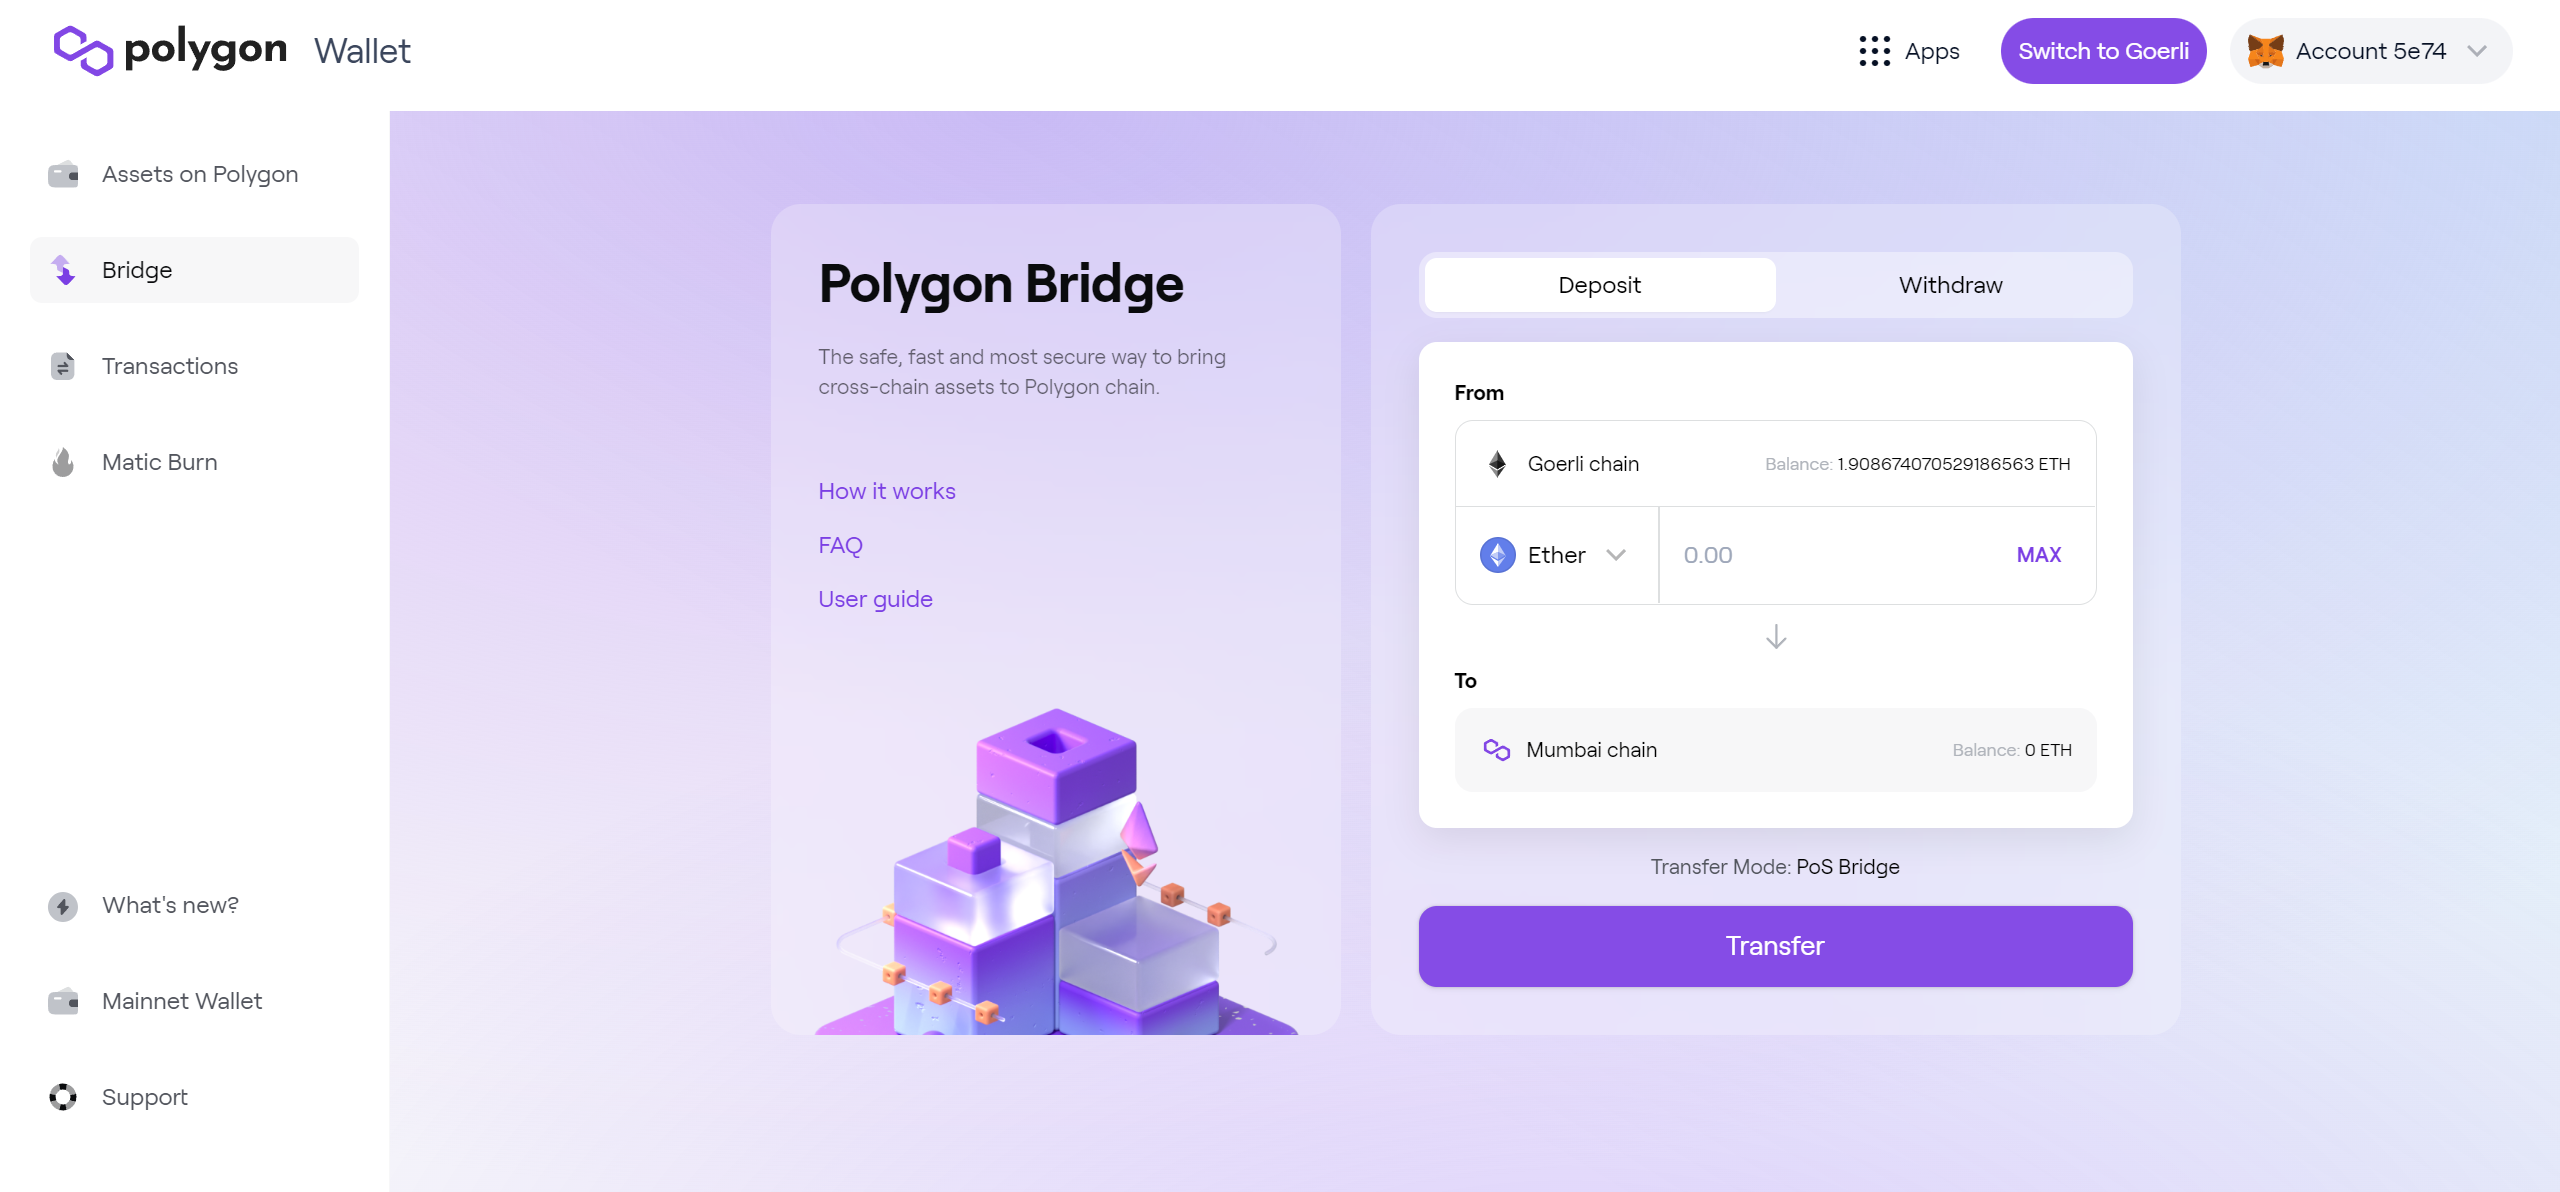 polygon Wallet
Apps
Switch to Goerli
Account 5e74
Assets on Polygon
Bridge
Transactions
Matic Burn
What's new?
Mainnet Wallet
Support
Polygon Bridge
The safe, fast and most secure way to bring
cross-chain assets to Polygon chain.
How it works
FAQ
User guide
Deposit
Withdraw
From
Goerli chain
Balance: 1.908674070529186563 ETH
Ether
0.00
MAX
To
Mumbai chain
Balance: 0 ETH
Transfer Mode: PoS Bridge
Transfer